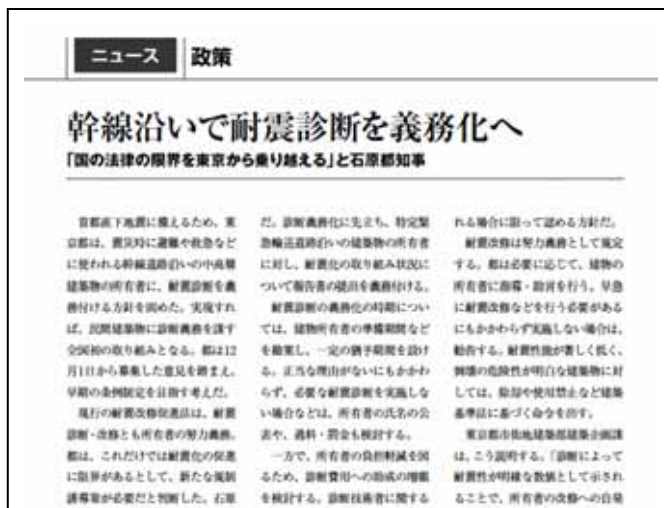 ニュース
政策
幹線沿いで耐震診断を義務化へ
「国の法律の限界を東京から乗り越える」と石原都知事
首都直下地震に備えるため、東
京都は、震災時に避難や救急など
に使われる幹線道路沿いの中高層
建築物の所有者に、耐震診断を義
務付ける方針を固めた。実現すれ
ば、民間建築物に診断義務を課す
全国初の取り組みとなる。都は12
月1日から募集した意見を踏まえ、
早期の条例制定を目指す考えだ。
現行の耐震改修促進法は、耐震
診断・改修とも所有者の努力義務。
都は、これだけでは耐震化の促進
に限界があるとして、新たな規制
誘導策が必要だと判断した。石原
だ。診断義務化に先立ち、特定緊
急輸送道路沿いの建築物の所有者
に対し、耐震化の取り組み状況に
ついて報告書の提出を義務付ける。
耐震診断の義務化の時期につい
ては、建物所有者の準備期間など
を勘案し、一定の猶予期間を設け
る。正当な理由がないにもかかわ
らず、必要な耐震診断を実施しな
い場合などは、所有者の氏名の公
表や、過料・罰金も検討する。
一方で、所有者の負担軽減を図
るため、診断費用への助成の増額
を検討する。診断技術者に関する
れる場合に限って認める方針だ。
耐震改修は努力義務として規定
する。都は必要に応じて、建物の
所有者に指導・助言を行う。早急
に耐震改修などを行う必要がある
にもかかわらず実施しない場合は、
勧告する。耐震性能が著しく低く、
倒壊の危険性が明白な建築物に対
しては、除却や使用禁止など建築
基準法に基づく命令を出す。
東京都市街地建築部建築企画課
は、こう説明する。「診断によって
耐震性が明確な数値として示され
ることで、所有者の改修への自発